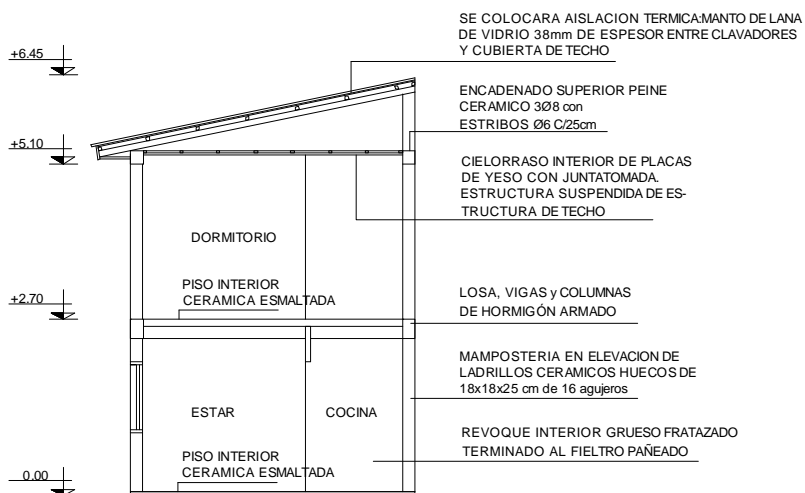 SE COLOCARA AISLACION TERMICA:MANTO DE LANA
DE VIDRIO 38mm DE ESPESOR ENTRE CLAVADORES
Y CUBIERTA DE TECHO
+6.45
ENCADENADO SUPERIOR PEINE
CERAMICO 3Ø8 con
ESTRIBOS Ø6 C/25cm
+5.10
CIELORRASO INTERIOR DE PLACAS
DE YESO CON JUNTATOMADA.
ESTRUCTURA SUSPENDIDA DE ES-
TRUCTURA DE TECHO
DORMITORIO
PISO INTERIOR
CERAMICA ESMALTADA
+2.70
LOSA, VIGAS y COLUMNAS
DE HORMIGÓN ARMADO
MAMPOSTERIA EN ELEVACION DE
LADRILLOS CERAMICOS HUECOS DE
18x18x25 cm de 16 agujeros
ESTAR
COCINA
REVOQUE INTERIOR GRUESO FRATAZADO
TERMINADO AL FIELTRO PAÑEADO
PISO INTERIOR
CERAMICA ESMALTADA
0.00